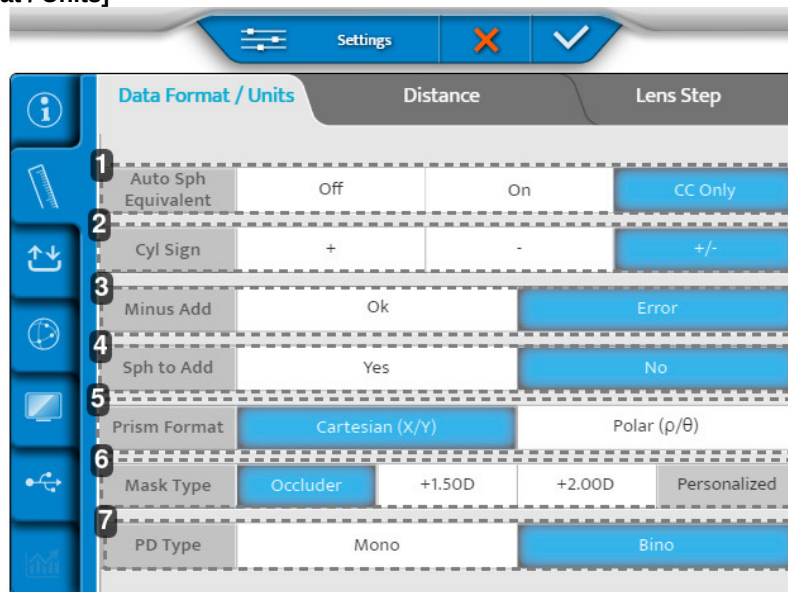 at / Units]
Settings
Data Format / Units Distance Lens Step
1
Auto Sph Equivalent Off On CC Only
2
Cyl Sign + - +/-
3
Minus Add Ok Error
4
Sph to Add Yes No
5
Prism Format Cartesian (X/Y) Polar (ρ/θ)
6
Mask Type Occluder +1.50D +2.00D Personalized
7
PD Type Mono Bino